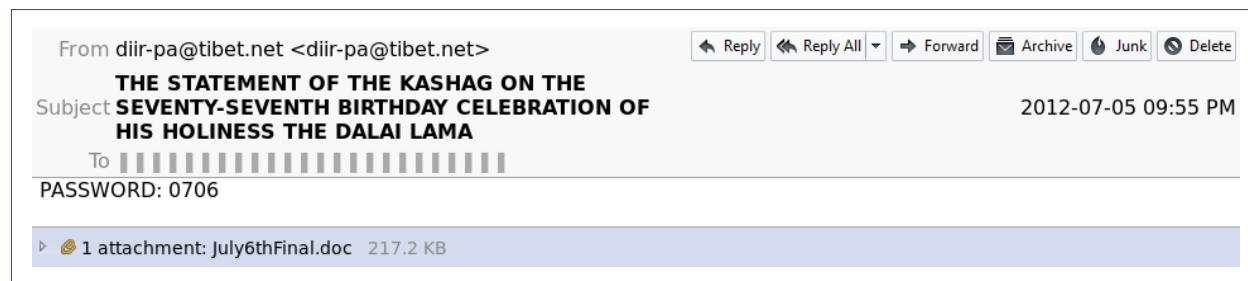 From diir-pa@tibet.net <diir-pa@tibet.net>
Reply
Reply All
Forward
Archive
Junk
Delete
Subject THE STATEMENT OF THE KASHAG ON THE
SEVENTY-SEVENTH BIRTHDAY CELEBRATION OF
HIS HOLINESS THE DALAI LAMA
2012-07-05 09:55 PM
To
PASSWORD: 0706
1 attachment: July6thFinal.doc 217.2 KB